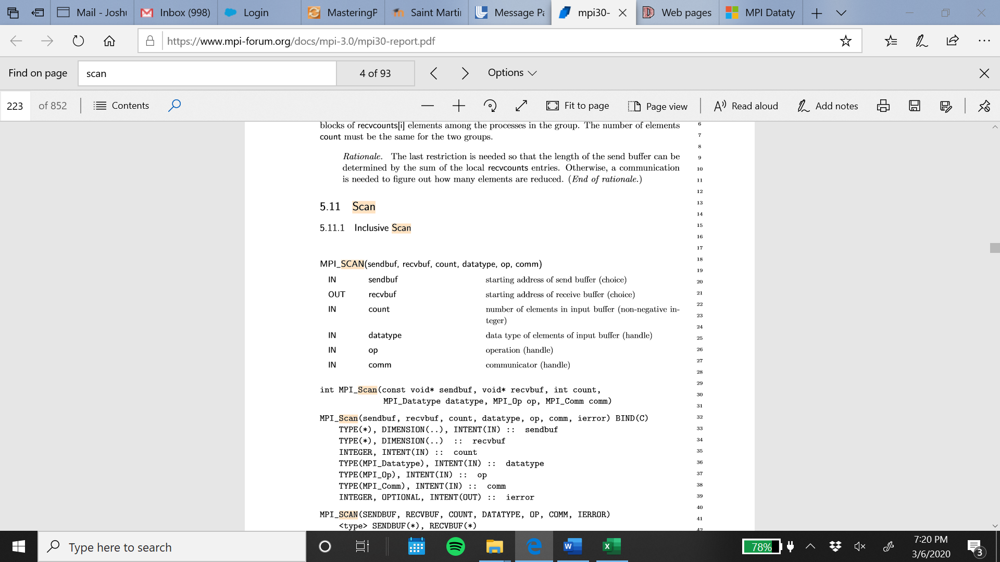 Mail - Joshu
Inbox (998)
Login
MasteringP
Saint Martin
Message Pa
mpi30-
Web pages
MPI Dataty
https://www.mpi-forum.org/docs/mpi-3.0/mpi30-report.pdf
Find on page
scan
4 of 93
Options
223 of 852
Contents
Fit to page
Page view
Read aloud
Add notes
blocks of recvcounts[i] elements among the processes in the group. The number of elements 6
count must be the same for the two groups. 7
8
Rationale. The last restriction is needed so that the length of the send buffer can be 9
determined by the sum of the local recvcounts entries. Otherwise, a communication 10
is needed to figure out how many elements are reduced. (End of rationale.) 11
12
5.11 Scan 13
14
5.11.1 Inclusive Scan 15
16
17
18
MPI_SCAN(sendbuf, recvbuf, count, datatype, op, comm)
19
IN sendbuf starting address of send buffer (choice) 20
OUT recvbuf starting address of receive buffer (choice) 21
22
IN count number of elements in input buffer (non-negative in-
23
teger)
24
IN datatype data type of elements of input buffer (handle) 25
IN op operation (handle) 26
27
IN comm communicator (handle)
28
29
int MPI_Scan(const void* sendbuf, void* recvbuf, int count,
30
MPI_Datatype datatype, MPI_Op op, MPI_Comm comm)
31
MPI_Scan(sendbuf, recvbuf, count, datatype, op, comm, ierror) BIND(C) 32
TYPE(*), DIMENSION(..), INTENT(IN) :: sendbuf 33
TYPE(*), DIMENSION(..) :: recvbuf 34
INTEGER, INTENT(IN) :: count 35
TYPE(MPI_Datatype), INTENT(IN) :: datatype 36
TYPE(MPI_Op), INTENT(IN) :: op 37
TYPE(MPI_Comm), INTENT(IN) :: comm 38
INTEGER, OPTIONAL, INTENT(OUT) :: ierror 39
40
MPI_SCAN(SENDBUF, RECVBUF, COUNT, DATATYPE, OP, COMM, IERROR)
41
<type> SENDBUF(*), RECVBUF(*)
42
Type here to search
78%
7:20 PM
3/6/2020
3